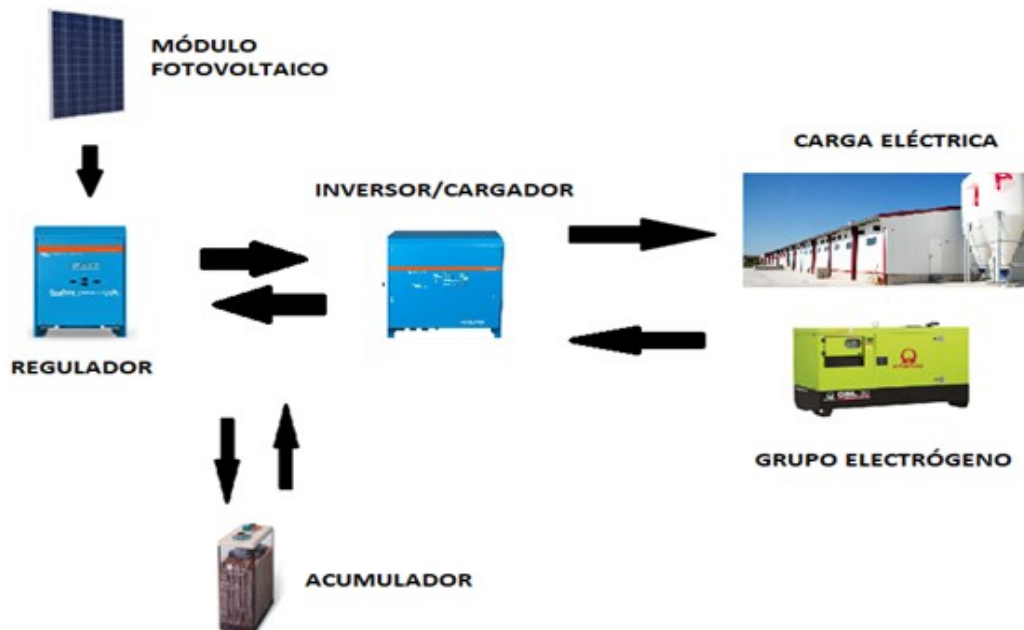 MÓDULO
FOTOVOLTAICO
CARGA ELÉCTRICA
INVERSOR/CARGADOR
REGULADOR
GRUPO ELECTRÓGENO
ACUMULADOR